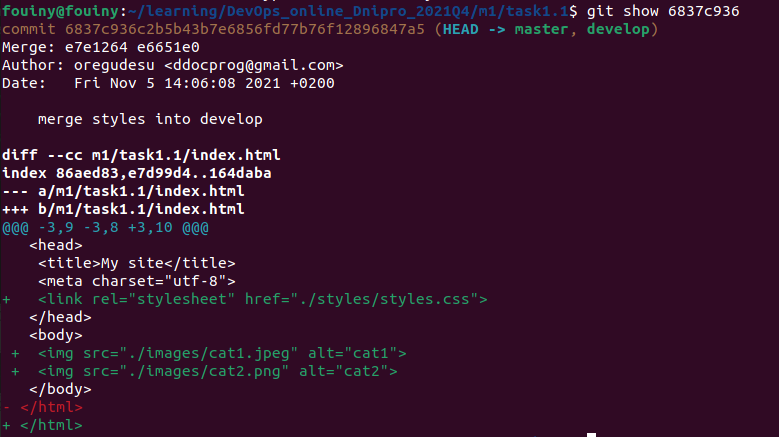 fouiny@fouiny:~/learning/DevOps_online_Dnipro_2021Q4/m1/task1.1$ git show 6837c936
commit 6837c936c2b5b43b7e6856fd77b76f12896847a5 (HEAD -> master, develop)
Merge: e7e1264 e6651e0
Author: oregudesu <ddocprog@gmail.com>
Date:   Fri Nov 5 14:06:08 2021 +0200

    merge styles into develop

diff --cc m1/task1.1/index.html
index 86aed83,e7d99d4..164daba
--- a/m1/task1.1/index.html
+++ b/m1/task1.1/index.html
@@@ -3,9 -3,8 +3,10 @@@
   <head>
    <title>My site</title>
    <meta charset="utf-8">
+   <link rel="stylesheet" href="./styles/styles.css">
   </head>
   <body>
 +  <img src="./images/cat1.jpeg" alt="cat1">
 +  <img src="./images/cat2.png" alt="cat2">
   </body>
- </html>
+ </html>